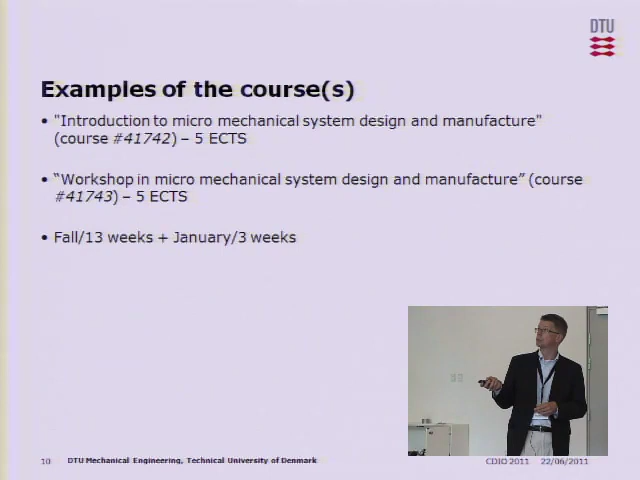 DTU
Examples of the course(s)
• "Introduction to micro mechanical system design and manufacture"
(course #41742) – 5 ECTS
• "Workshop in micro mechanical system design and manufacture" (course
#41743) – 5 ECTS
• Fall/13 weeks + January/3 weeks
10 DTU Mechanical Engineering, Technical University of Denmark CDIO 2011 22/06/2011